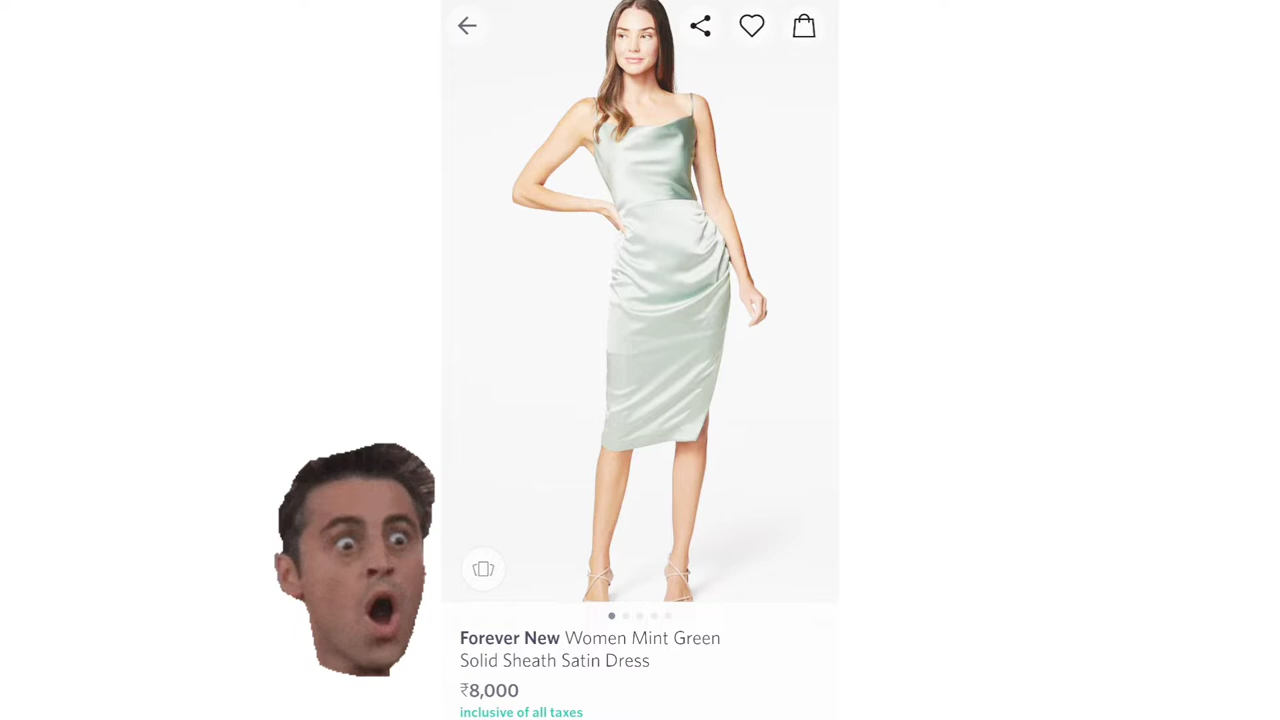 Forever New Women Mint Green
Solid Sheath Satin Dress
₹8,000
inclusive of all taxes